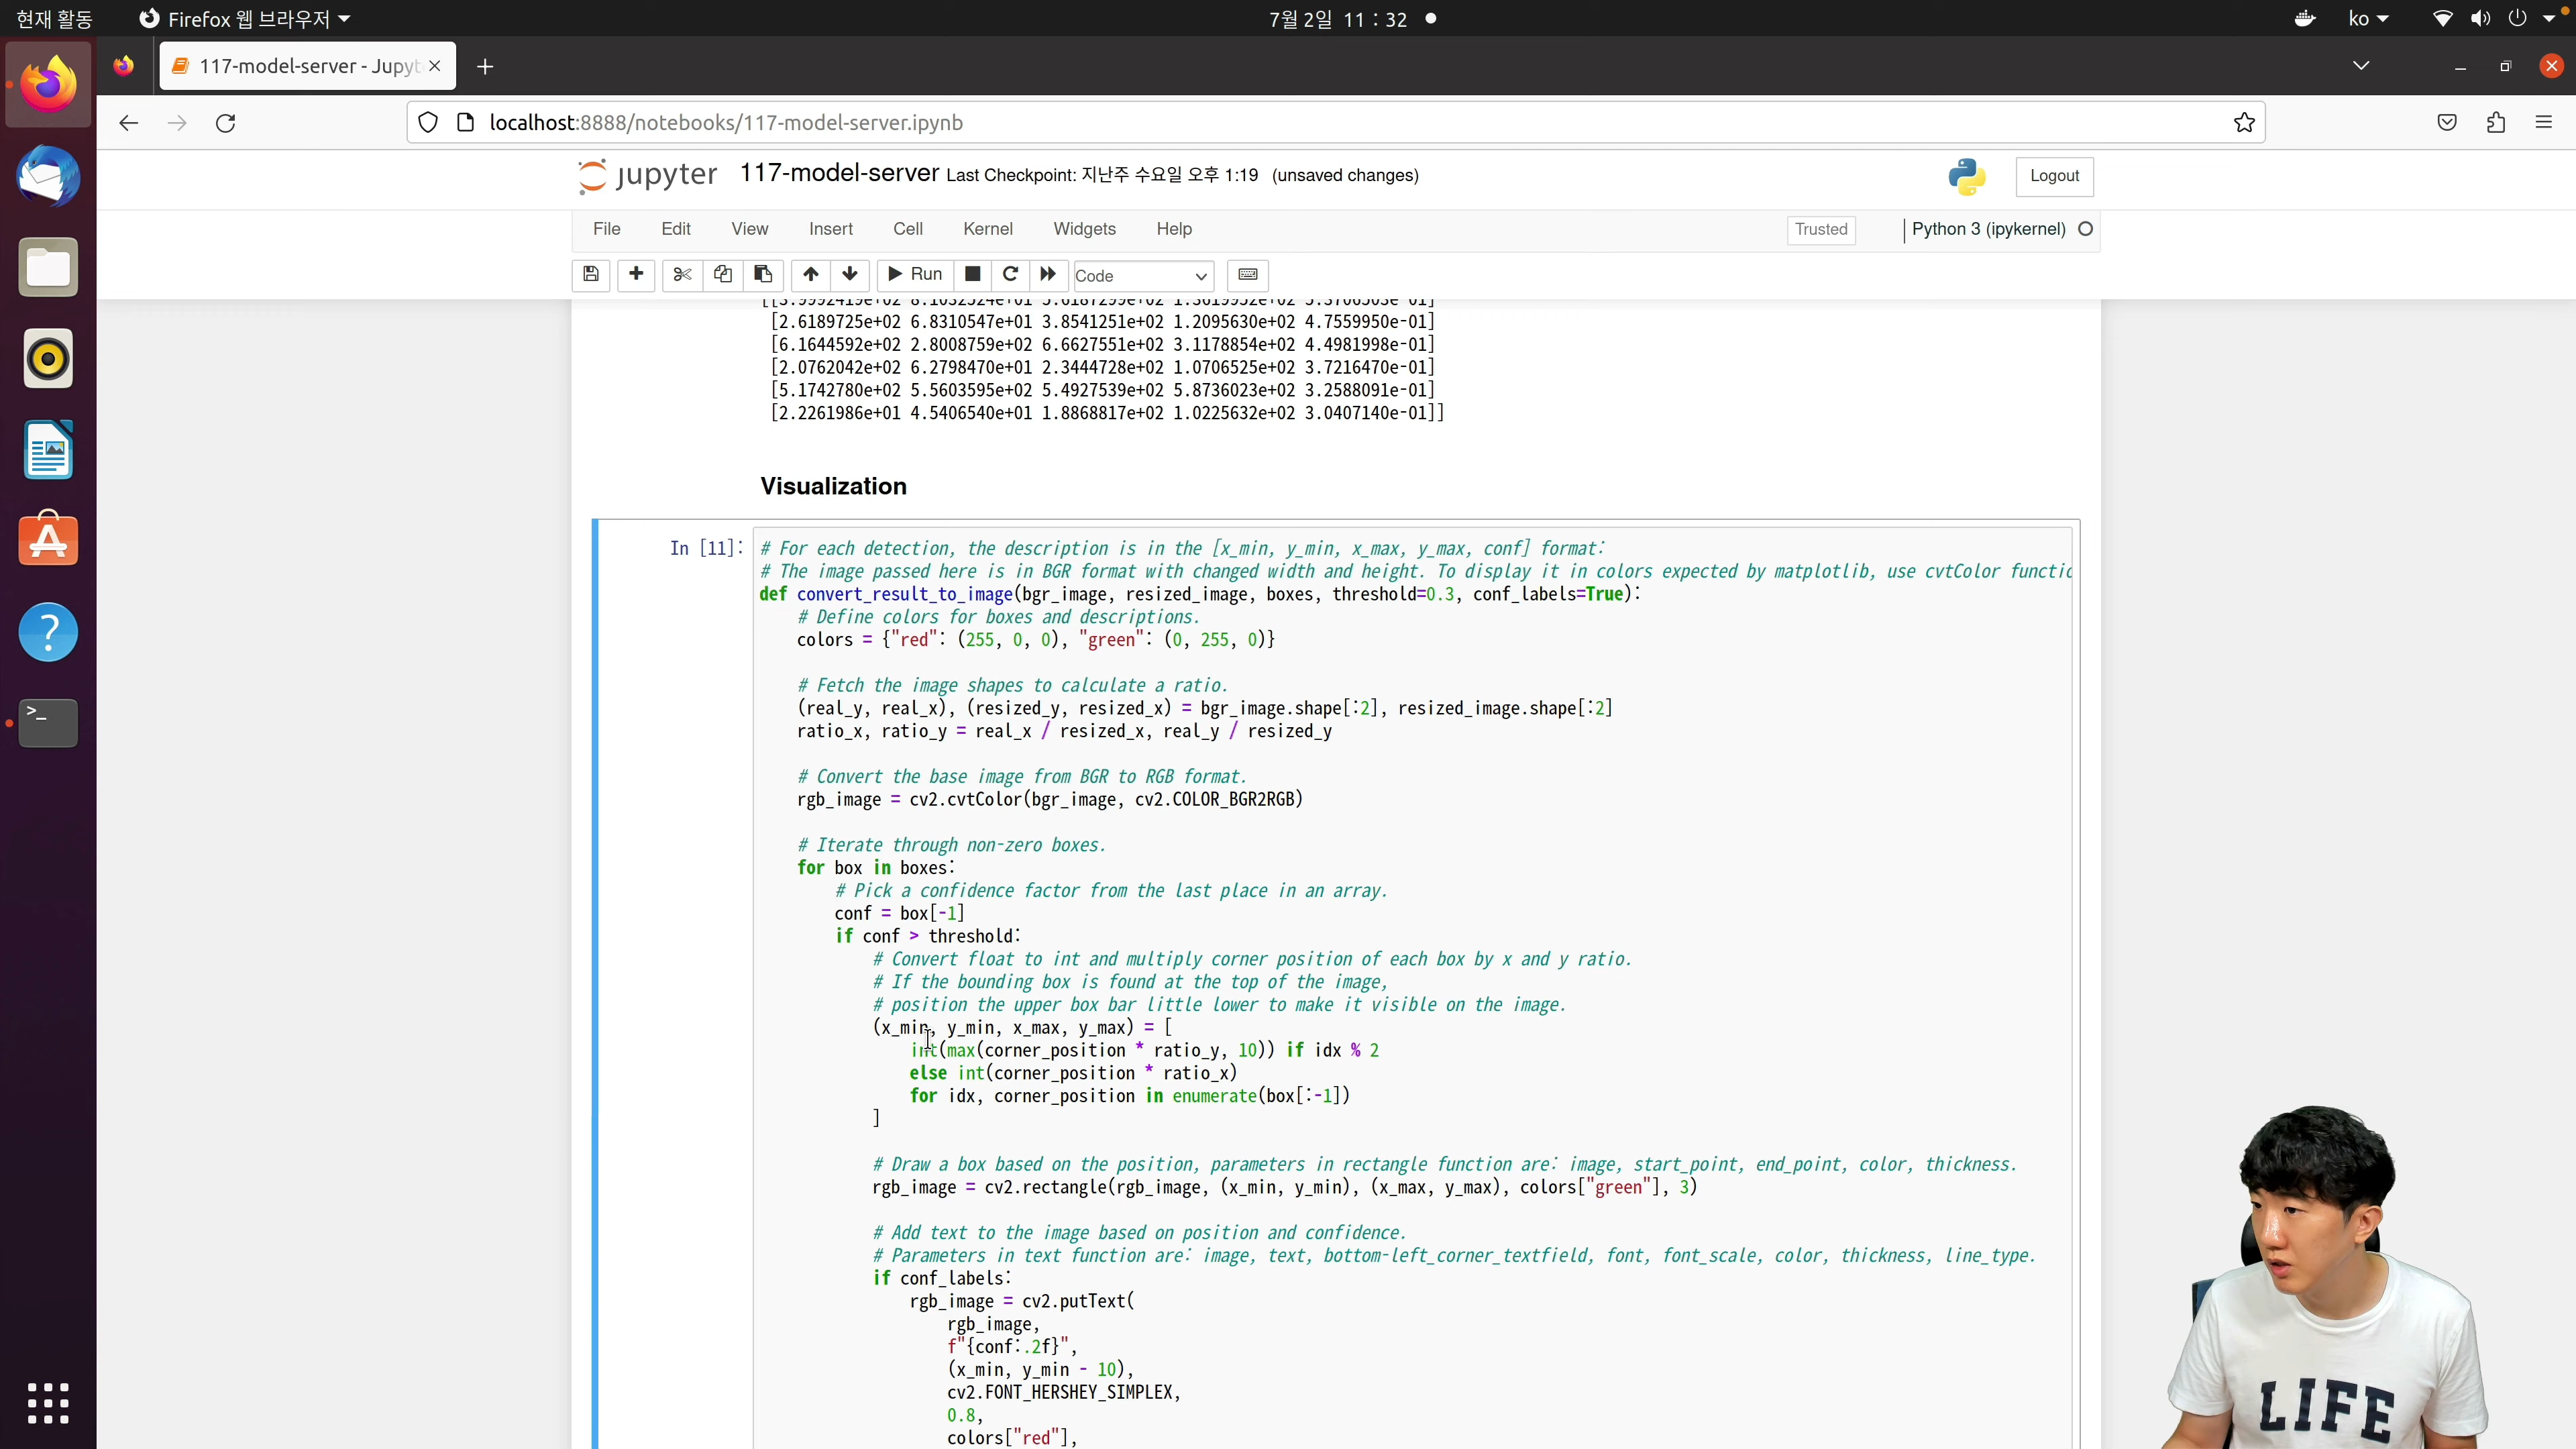 현재 활동
Firefox 웹 브라우저
7월 2일 11 : 32
ko
117-model-server - Jupyt
localhost:8888/notebooks/117-model-server.ipynb
jupyter 117-model-server Last Checkpoint: 지난주 수요일 오후 1:19 (unsaved changes)
Logout
File Edit View Insert Cell Kernel Widgets Help
Trusted
Python 3 (ipykernel)
Run
Code
[2.6189725e+02 6.8310547e+01 3.8541251e+02 1.2095630e+02 4.7559950e-01]
[6.1644592e+02 2.8008759e+02 6.6627551e+02 3.1178854e+02 4.4981998e-01]
[2.0762042e+02 6.2798470e+01 2.3444728e+02 1.0706525e+02 3.7216470e-01]
[5.1742780e+02 5.5603595e+02 5.4927539e+02 5.8736023e+02 3.2588091e-01]
[2.2261986e+01 4.5406540e+01 1.8868817e+02 1.0225632e+02 3.0407140e-01]]
Visualization
In [11]:
# For each detection, the description is in the [x_min, y_min, x_max, y_max, conf] format:
# The image passed here is in BGR format with changed width and height. To display it in colors expected by matplotlib, use cvtColor functic
def convert_result_to_image(bgr_image, resized_image, boxes, threshold=0.3, conf_labels=True):
# Define colors for boxes and descriptions.
colors = {"red": (255, 0, 0), "green": (0, 255, 0)}
# Fetch the image shapes to calculate a ratio.
(real_y, real_x), (resized_y, resized_x) = bgr_image.shape[:2], resized_image.shape[:2]
ratio_x, ratio_y = real_x / resized_x, real_y / resized_y
# Convert the base image from BGR to RGB format.
rgb_image = cv2.cvtColor(bgr_image, cv2.COLOR_BGR2RGB)
# Iterate through non-zero boxes.
for box in boxes:
# Pick a confidence factor from the last place in an array.
conf = box[-1]
if conf > threshold:
# Convert float to int and multiply corner position of each box by x and y ratio.
# If the bounding box is found at the top of the image,
# position the upper box bar little lower to make it visible on the image.
(x_min, y_min, x_max, y_max) = [
int(max(corner_position * ratio_y, 10)) if idx % 2
else int(corner_position * ratio_x)
for idx, corner_position in enumerate(box[:-1])
]
# Draw a box based on the position, parameters in rectangle function are: image, start_point, end_point, color, thickness.
rgb_image = cv2.rectangle(rgb_image, (x_min, y_min), (x_max, y_max), colors["green"], 3)
# Add text to the image based on position and confidence.
# Parameters in text function are: image, text, bottom-left_corner_textfield, font, font_scale, color, thickness, line_type.
if conf_labels:
rgb_image = cv2.putText(
rgb_image,
f"{conf:.2f}",
(x_min, y_min - 10),
cv2.FONT_HERSHEY_SIMPLEX,
0.8,
colors["red"],
LIFE